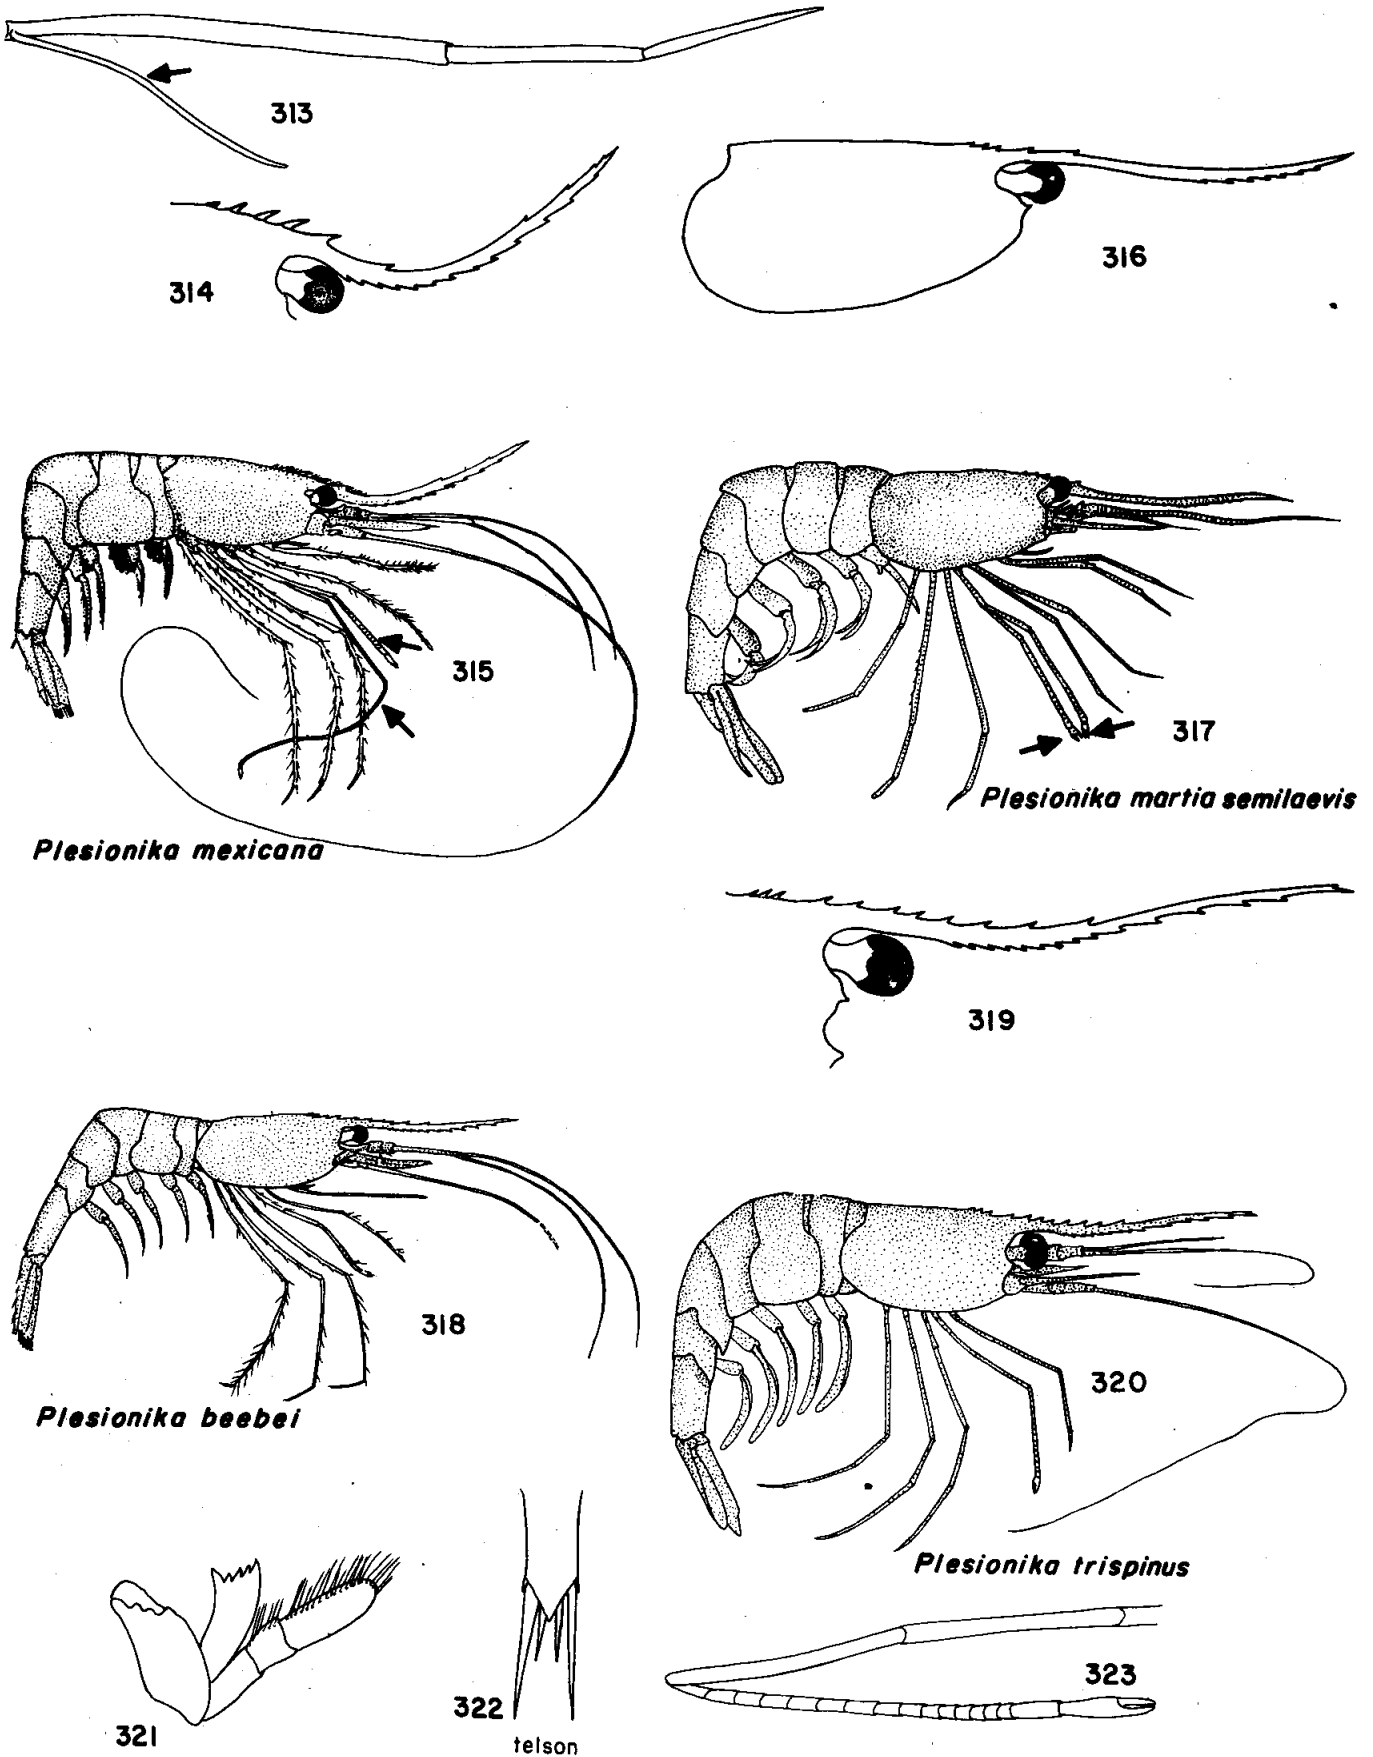 313
314
316
315
317
Plesionika martia semilaevis
Plesionika mexicana
319
318
320
Plesionika beebei
Plesionika trispinus
321
322
telson
323